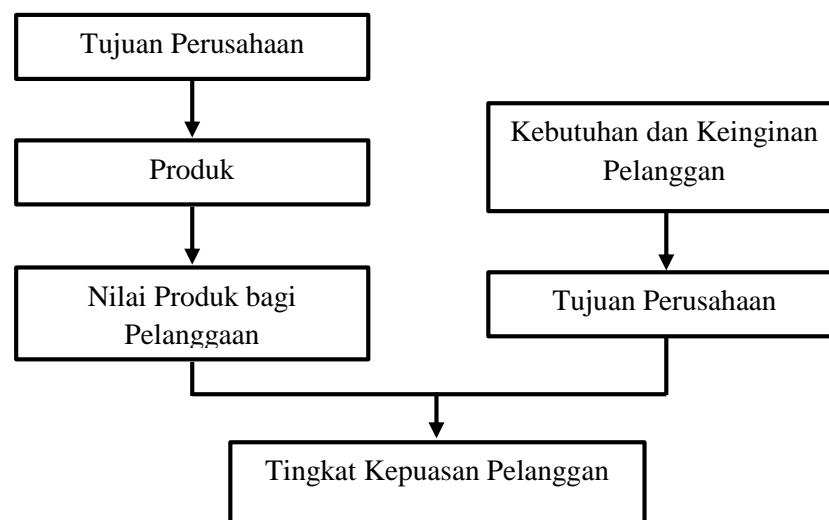 Tujuan Perusahaan
Produk
Nilai Produk bagi
Pelanggaan
Kebutuhan dan Keinginan
Pelanggan
Tujuan Perusahaan
Tingkat Kepuasan Pelanggan